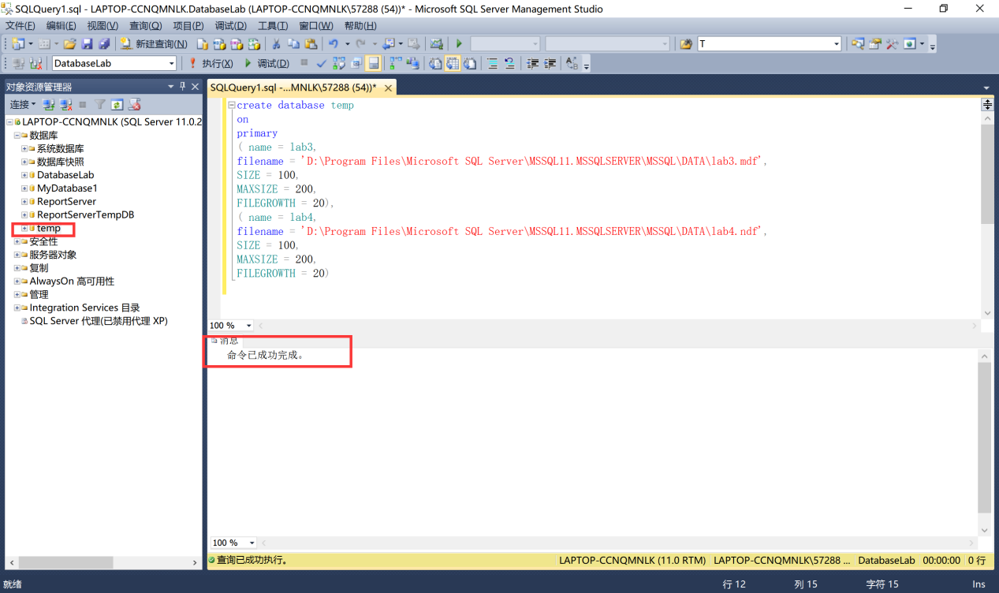 SQLQuery1.sql - LAPTOP-CCNQMNLK.DatabaseLab (LAPTOP-CCNQMNLK\57288 (54))* - Microsoft SQL Server Management Studio
文件(F) 编辑(E) 视图(V) 查询(Q) 项目(P) 调试(D) 工具(T) 窗口(W) 帮助(H)
新建查询(N) T
DatabaseLab 执行(X) 调试(D)
对象资源管理器
连接
LAPTOP-CCNQMNLK (SQL Server 11.0.2
数据库
系统数据库
数据库快照
DatabaseLab
MyDatabase1
ReportServer
ReportServerTempDB
temp
安全性
服务器对象
复制
AlwaysOn 高可用性
管理
Integration Services 目录
SQL Server 代理(已禁用代理 XP)
SQLQuery1.sql -...MNLK\57288 (54))*
create database temp
on
primary
( name = lab3,
filename = 'D:\Program Files\Microsoft SQL Server\MSSQL11.MSSQLSERVER\MSSQL\DATA\lab3.mdf',
SIZE = 100,
MAXSIZE = 200,
FILEGROWTH = 20),
( name = lab4,
filename = 'D:\Program Files\Microsoft SQL Server\MSSQL11.MSSQLSERVER\MSSQL\DATA\lab4.ndf',
SIZE = 100,
MAXSIZE = 200,
FILEGROWTH = 20)
100 %
消息
命令已成功完成。
100 %
查询已成功执行。 LAPTOP-CCNQMNLK (11.0 RTM) LAPTOP-CCNQMNLK\57288 ... DatabaseLab 00:00:00 0 行
就绪 行 12 列 15 字符 15 Ins